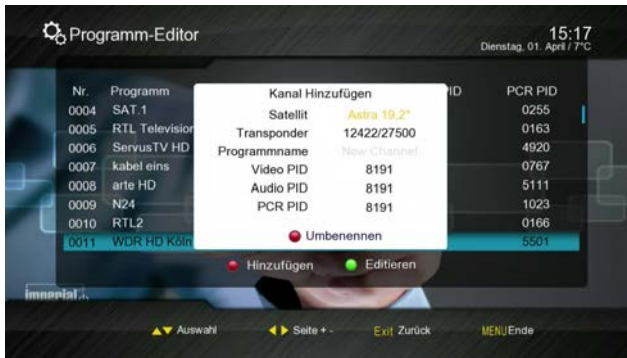 Programm-Editor
15:17
Dienstag, 01. April / 7°C
Nr. Programm PID PCR PID
0004 SAT.1 0255
0005 RTL Television 0163
0006 ServusTV HD 4920
0007 kabel eins 0767
0008 arte HD 5111
0009 N24 1023
0010 RTL2 0166
0011 WDR HD Köln 5501
Kanal Hinzufügen
Satellit Astra 19,2°
Transponder 12422/27500
Programmname New Channel
Video PID 8191
Audio PID 8191
PCR PID 8191
Umbenennen
Hinzufügen Editieren
imperial
Auswahl Seite + - Exit Zurück MENU Ende